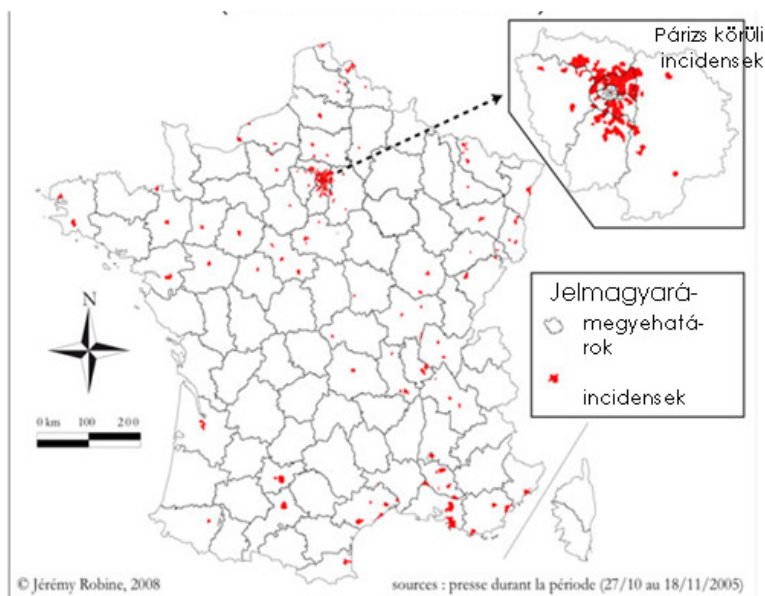 Párizs körüli
incidensek
Jelmagyará-
megyehatá-
rok
incidensek
N
0 km 100 200
© Jérémy Robine, 2008
sources : presse durant la période (27/10 au 18/11/2005)